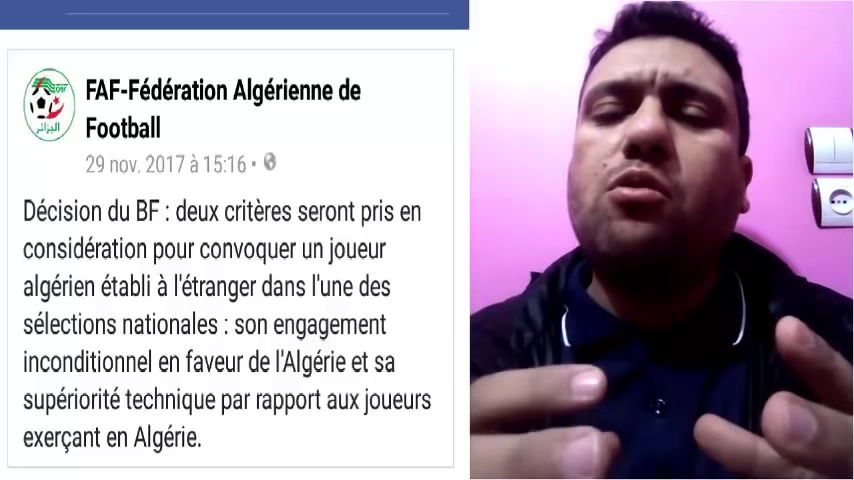 FAF-Fédération Algérienne de
Football
29 nov. 2017 à 15:16 •
Décision du BF : deux critères seront pris en
considération pour convoquer un joueur
algérien établi à l'étranger dans l'une des
sélections nationales : son engagement
inconditionnel en faveur de l'Algérie et sa
supériorité technique par rapport aux joueurs
exerçant en Algérie.